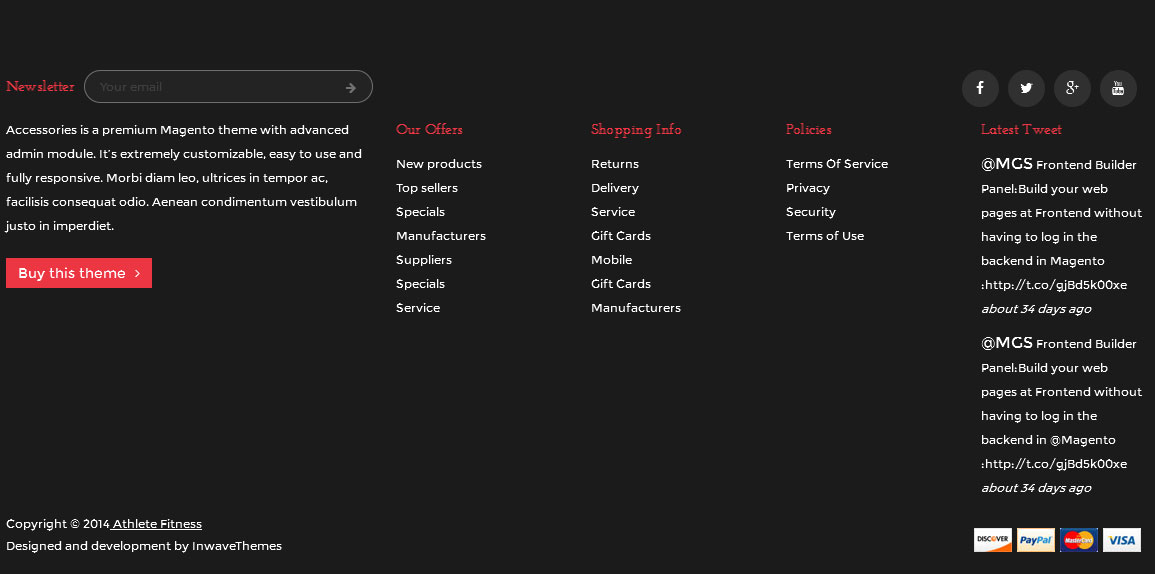 Newsletter
Your email
Accessories is a premium Magento theme with advanced
admin module. It's extremely customizable, easy to use and
fully responsive. Morbi diam leo, ultrices in tempor ac,
facilisis consequat odio. Aenean condimentum vestibulum
justo in imperdiet.
Buy this theme
Our Offers
New products
Top sellers
Specials
Manufacturers
Suppliers
Specials
Service
Shopping Info
Returns
Delivery
Service
Gift Cards
Mobile
Gift Cards
Manufacturers
Policies
Terms Of Service
Privacy
Security
Terms of Use
You Tube
Latest Tweet
@MGS Frontend Builder
Panel:Build your web
pages at Frontend without
having to log in the
backend in Magento
:http://t.co/gjBd5k00xe
about 34 days ago
@MGS Frontend Builder
Panel:Build your web
pages at Frontend without
having to log in the
backend in @Magento
:http://t.co/gjBd5k00xe
about 34 days ago
Copyright © 2014 Athlete Fitness
Designed and development by InwaveThemes
DISCOVER PayPal MasterCard VISA